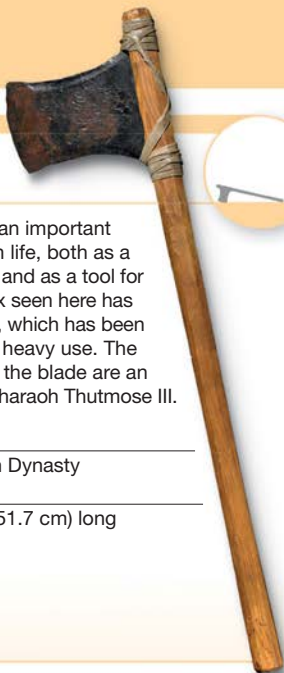 an important
n life, both as a
and as a tool for
x seen here has
, which has been
heavy use. The
the blade are an
haraoh Thutmose III.
n Dynasty
51.7 cm) long